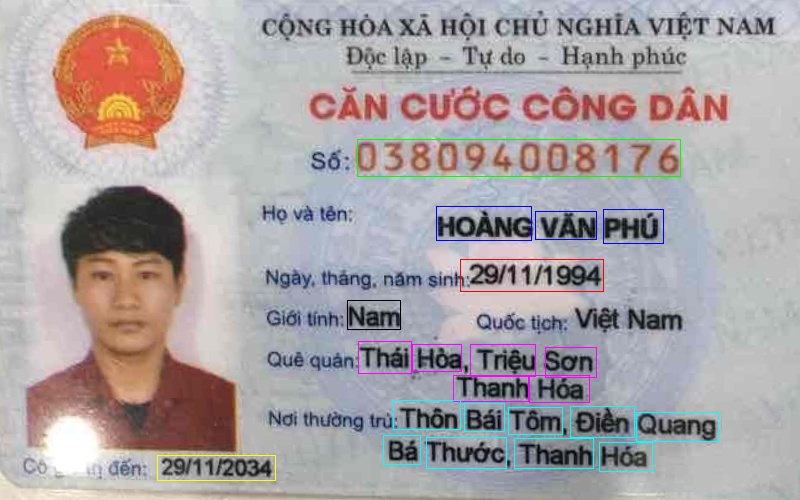 CỘNG HÒA XÃ HỘI CHỦ NGHĨA VIỆT NAM
Độc lập - Tự do - Hạnh phúc
CĂN CƯỚC CÔNG DÂN
Số: 038094008176
Họ và tên: HOÀNG VĂN PHÚ
Ngày, tháng, năm sinh: 29/11/1994
Giới tính: Nam Quốc tịch: Việt Nam
Quê quán: Thái Hòa, Triệu Sơn
Thanh Hóa
Nơi thường trú: Thôn Bái Tôm, Điền Quang
Bá Thước, Thanh Hóa
Có đến: 29/11/2034